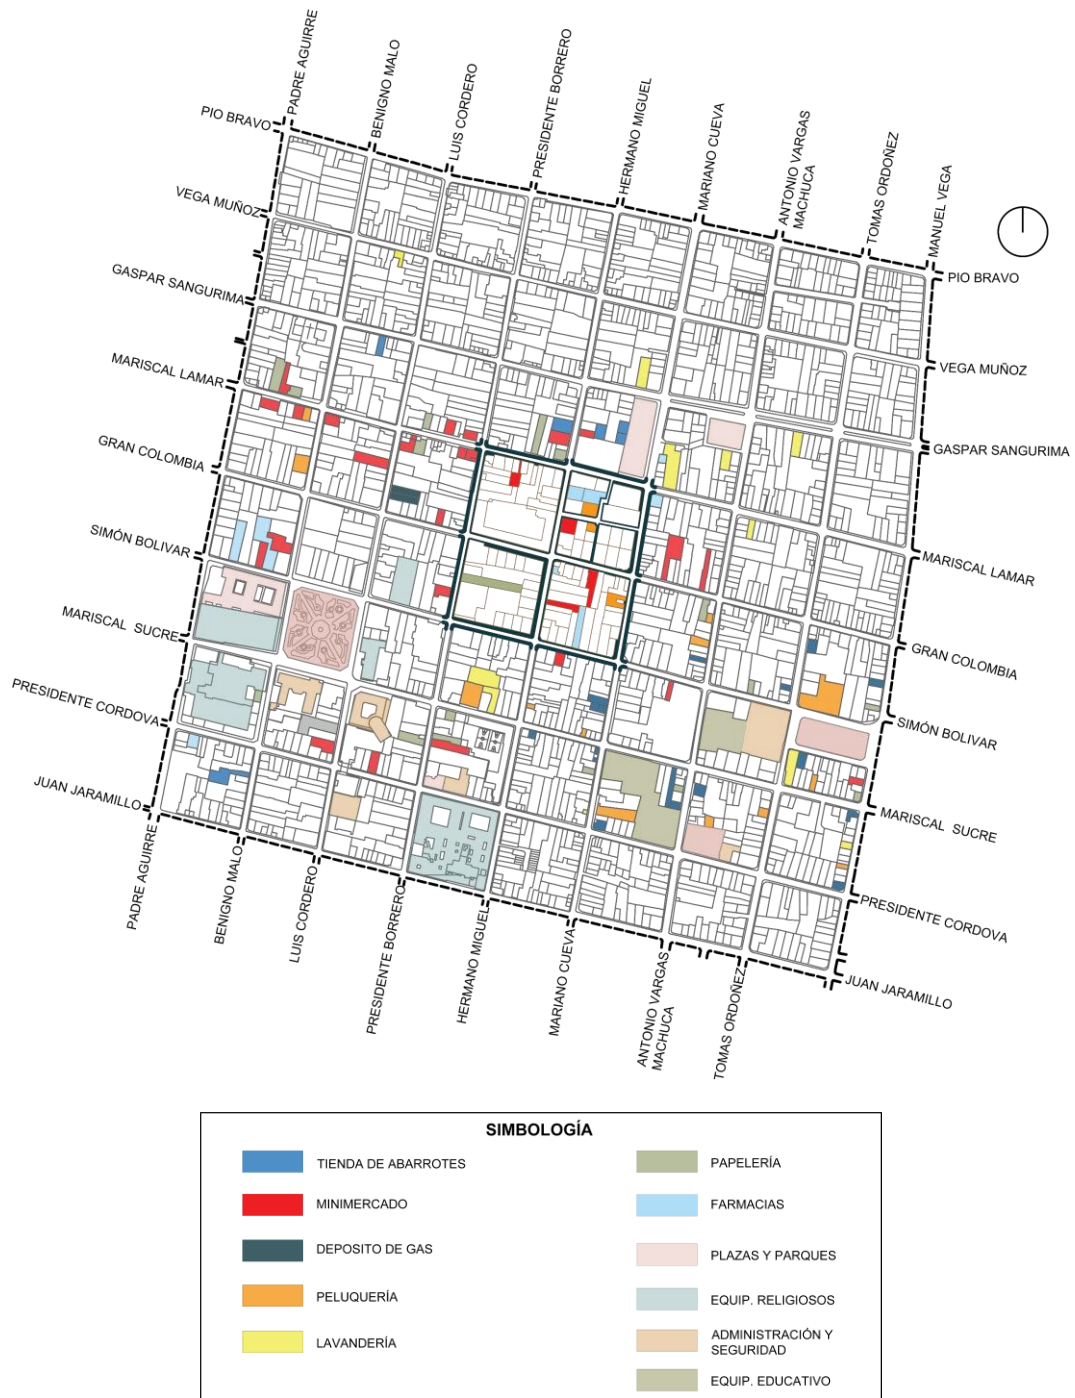 PADRE AGUIRRE
BENIGNO MALO
LUIS CORDERO
PRESIDENTE BORRERO
HERMANO MIGUEL
MARIANO CUEVA
ANTONIO VARGAS
MACHUCA
TOMAS ORDOÑEZ
MANUEL VEGA
PIO BRAVO
VEGA MUÑOZ
GASPAR SANGURIMA
MARISCAL LAMAR
GRAN COLOMBIA
SIMÓN BOLIVAR
MARISCAL SUCRE
PRESIDENTE CORDOVA
JUAN JARAMILLO
PIO BRAVO
VEGA MUÑOZ
GASPAR SANGURIMA
MARISCAL LAMAR
GRAN COLOMBIA
SIMÓN BOLIVAR
MARISCAL SUCRE
PRESIDENTE CORDOVA
JUAN JARAMILLO
PADRE AGUIRRE
BENIGNO MALO
LUIS CORDERO
PRESIDENTE BORRERO
HERMANO MIGUEL
MARIANO CUEVA
ANTONIO VARGAS
MACHUCA
TOMAS ORDOÑEZ
SIMBOLOGÍA
TIENDA DE ABARROTES
MINIMERCADO
DEPOSITO DE GAS
PELUQUERÍA
LAVANDERÍA
PAPELERÍA
FARMACIAS
PLAZAS Y PARQUES
EQUIP. RELIGIOSOS
ADMINISTRACIÓN Y
SEGURIDAD
EQUIP. EDUCATIVO